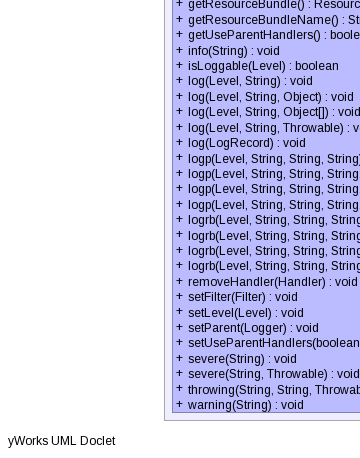 + getResourceBundle() : Resourc
+ getResourceBundleName() : St
+ getUseParentHandlers() : boole
+ info(String) : void
+ isLoggable(Level) : boolean
+ log(Level, String) : void
+ log(Level, String, Object) : void
+ log(Level, String, Object[]) : void
+ log(Level, String, Throwable) : v
+ log(LogRecord) : void
+ logp(Level, String, String, String)
+ logp(Level, String, String, String
+ logp(Level, String, String, String
+ logp(Level, String, String, String
+ logrb(Level, String, String, String
+ logrb(Level, String, String, String
+ logrb(Level, String, String, String
+ logrb(Level, String, String, String
+ removeHandler(Handler) : void
+ setFilter(Filter) : void
+ setLevel(Level) : void
+ setParent(Logger) : void
+ setUseParentHandlers(boolean
+ severe(String) : void
+ severe(String, Throwable) : void
+ throwing(String, String, Throwab
+ warning(String) : void
yWorks UML Doclet